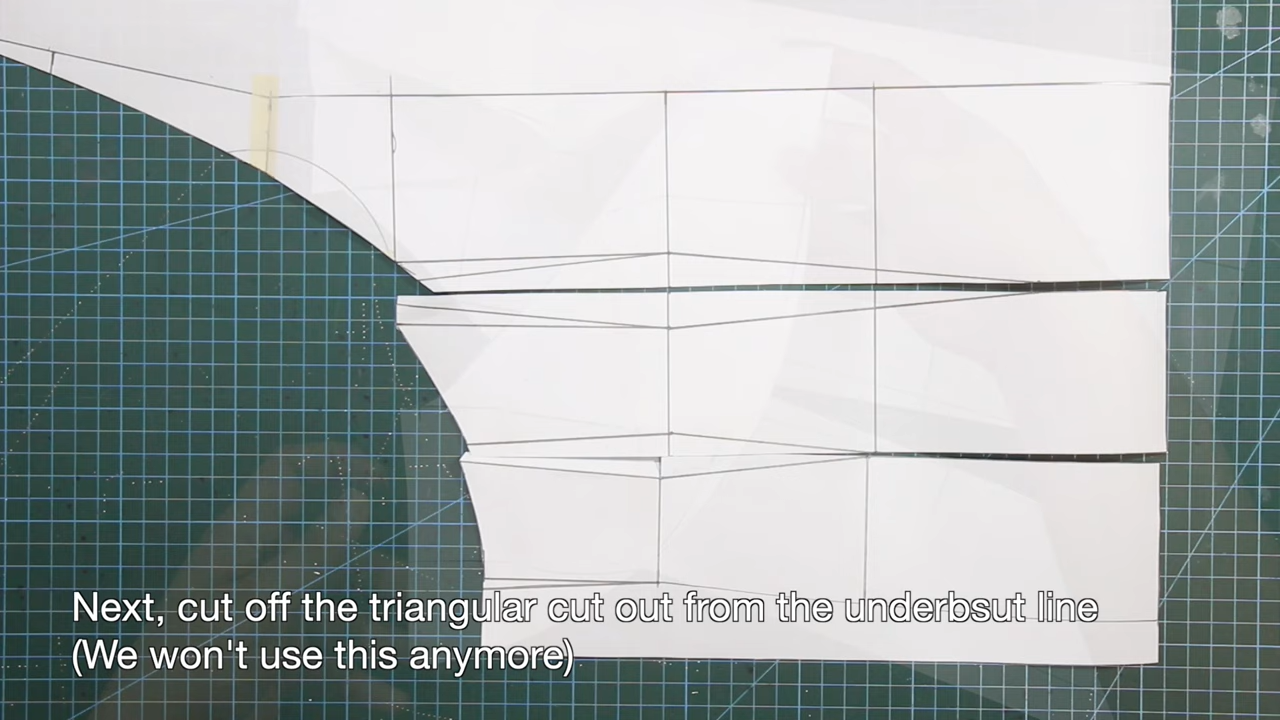 Next, cut off the triangular cut out from the underbsut line
(We won't use this anymore)